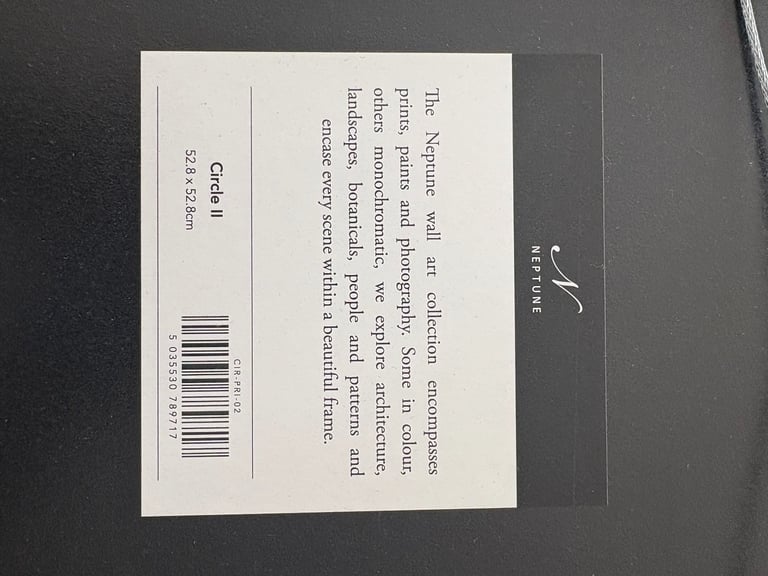 N
NEPTUNE
The Neptune wall art collection encompasses
prints, paints and photography. Some in colour,
others monochromatic, we explore architecture,
landscapes, botanicals, people and patterns and
encase every scene within a beautiful frame.
Circle II
52.8 x 52.8cm
CIR-PRI-02
5 035530 789717